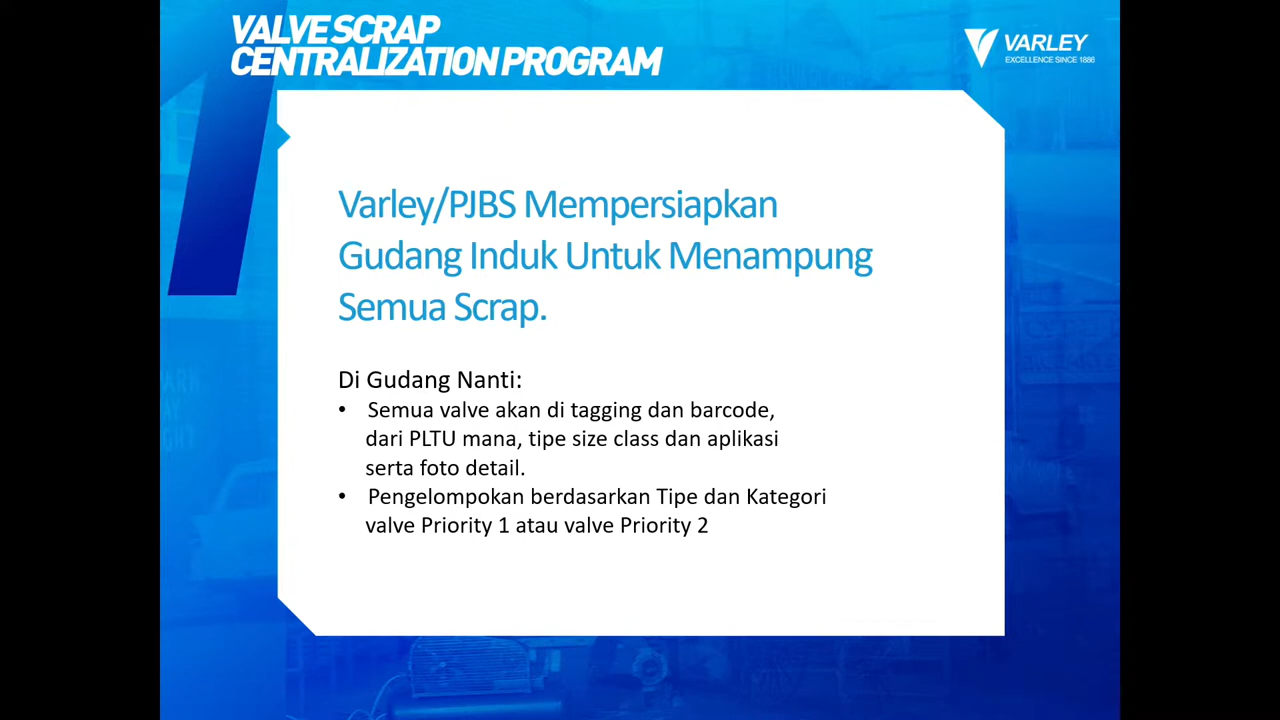 VALVE SCRAP
CENTRALIZATION PROGRAM
VARLEY
EXCELLENCE SINCE 1886
Varley/PJBS Mempersiapkan
Gudang Induk Untuk Menampung
Semua Scrap.
Di Gudang Nanti:
• Semua valve akan di tagging dan barcode,
dari PLTU mana, tipe size class dan aplikasi
serta foto detail.
• Pengelompokan berdasarkan Tipe dan Kategori
valve Priority 1 atau valve Priority 2